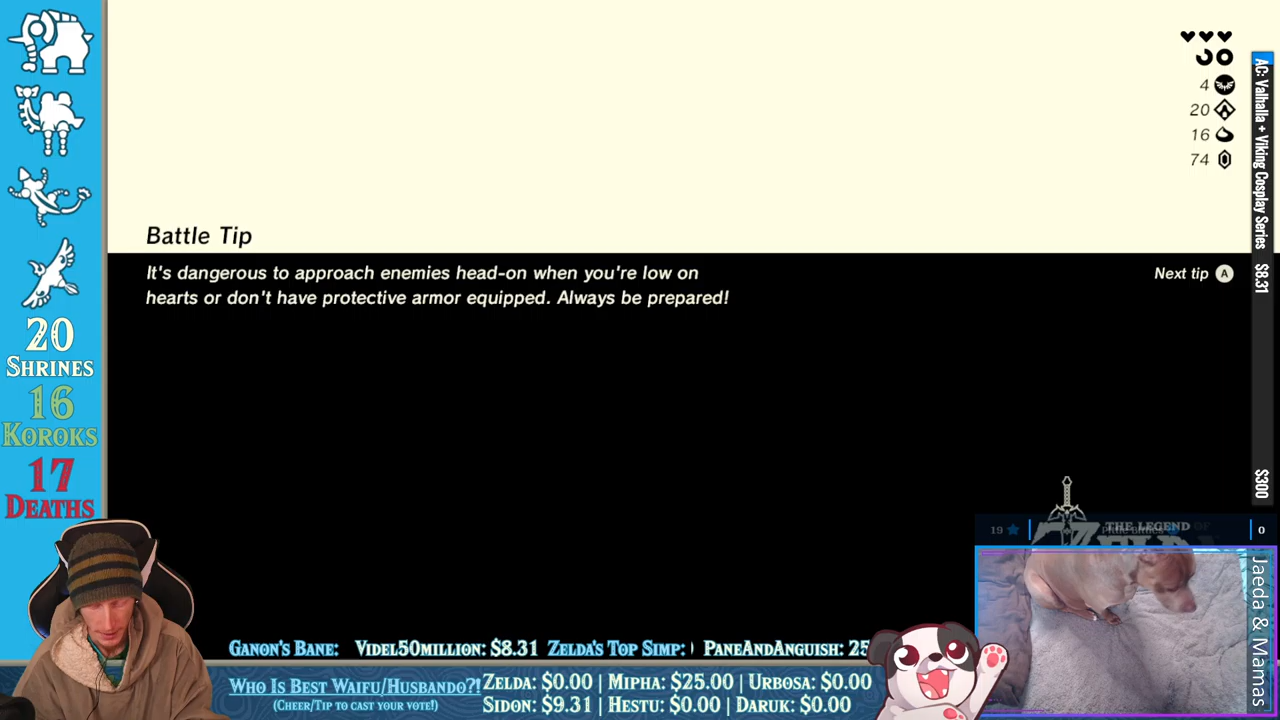 4
20
16
74
Battle Tip
It's dangerous to approach enemies head-on when you're low on
hearts or don't have protective armor equipped. Always be prepared!
Next tip A
20
SHRINES
16
KOROKS
17
DEATHS
AC: Valhalla + Viking Cosplay Series $8.31
$300
19
THE LEGEND OF
ZELDA
0
Jaeda & Mamas
GANON'S BANE: VIDEL50MILLION: $8.31 ZELDA'S TOP SIMP: ) PANEANDANGUISH: 25
WHO IS BEST WAIFU/HUSBANDO?!
(CHEER/TIP TO CAST YOUR VOTE!)
ZELDA: $0.00 | MIPHA: $25.00 | URBOSA: $0.00
SIDON: $9.31 | HESTU: $0.00 | DARUK: $0.00